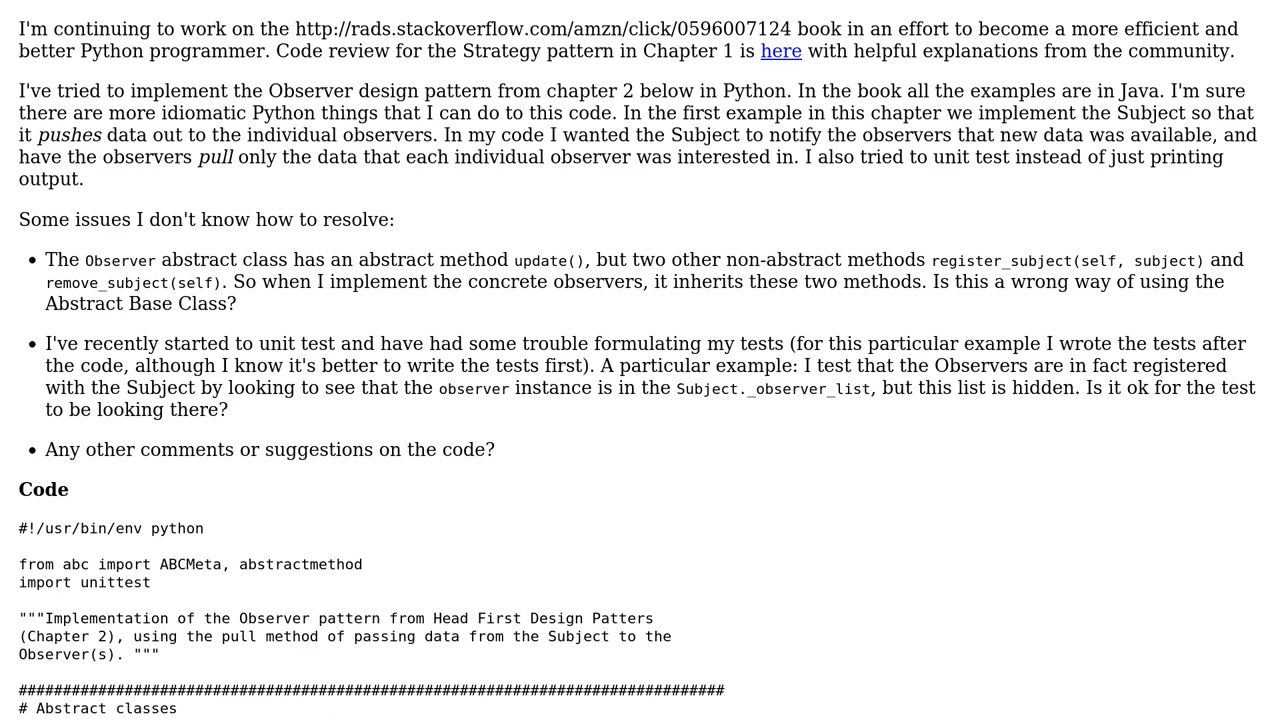 I'm continuing to work on the http://rads.stackoverflow.com/amzn/click/0596007124 book in an effort to become a more efficient and
better Python programmer. Code review for the Strategy pattern in Chapter 1 is here with helpful explanations from the community.
I've tried to implement the Observer design pattern from chapter 2 below in Python. In the book all the examples are in Java. I'm sure
there are more idiomatic Python things that I can do to this code. In the first example in this chapter we implement the Subject so that
it pushes data out to the individual observers. In my code I wanted the Subject to notify the observers that new data was available, and
have the observers pull only the data that each individual observer was interested in. I also tried to unit test instead of just printing
output.
Some issues I don't know how to resolve:
• The Observer abstract class has an abstract method update(), but two other non-abstract methods register_subject(self, subject) and
remove_subject(self). So when I implement the concrete observers, it inherits these two methods. Is this a wrong way of using the
Abstract Base Class?
• I've recently started to unit test and have had some trouble formulating my tests (for this particular example I wrote the tests after
the code, although I know it's better to write the tests first). A particular example: I test that the Observers are in fact registered
with the Subject by looking to see that the observer instance is in the Subject._observer_list, but this list is hidden. Is it ok for the test
to be looking there?
• Any other comments or suggestions on the code?
Code
#!/usr/bin/env python
from abc import ABCMeta, abstractmethod
import unittest
"""Implementation of the Observer pattern from Head First Design Patters
(Chapter 2), using the pull method of passing data from the Subject to the
Observer(s). """
################################################################################
# Abstract classes